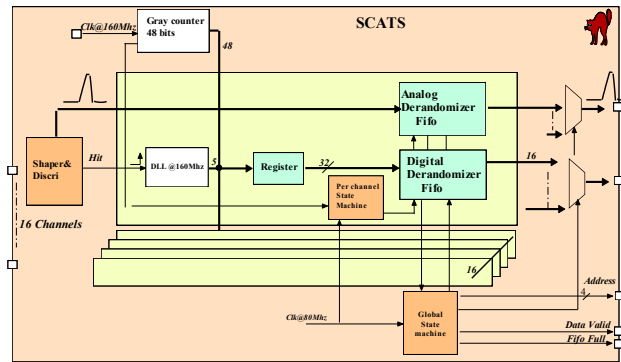 SCATS
Clk@160Mhz
Gray counter
48 bits
48
Analog
Derandomizer
Fifo
Shaper&
Discri
Hit
DLL @160Mhz
5
Register
32
Digital
Derandomizer
Fifo
16
Per channel
State
Machine
16 Channels
16
Clk@80Mhz
Global
State
machine
Address
4
Data Valid
Fifo Full